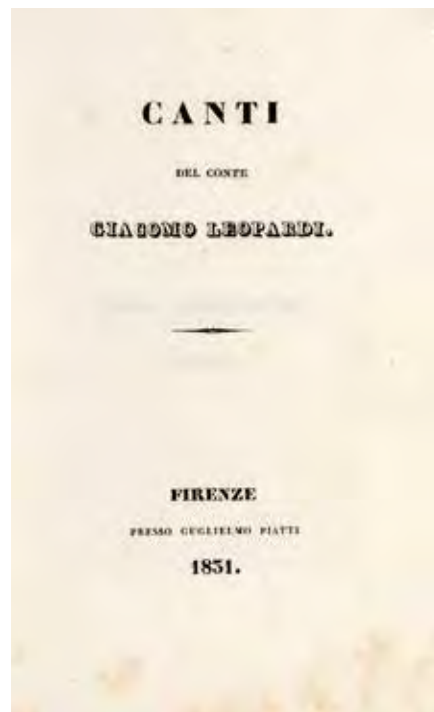 CANTI
DEL CONTE
GIACOMO LEOPARDI.
FIRENZE
PRESSO GUGLIELMO PIATTI
1831.